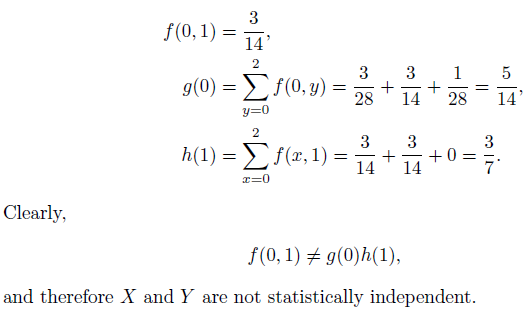 f(0, 1) = 3/14,
g(0) = ∑_{y=0}^{2} f(0, y) = 3/28 + 3/14 + 1/28 = 5/14,
h(1) = ∑_{x=0}^{2} f(x, 1) = 3/14 + 3/14 + 0 = 3/7.
Clearly,
f(0, 1) ≠ g(0)h(1),
and therefore X and Y are not statistically independent.